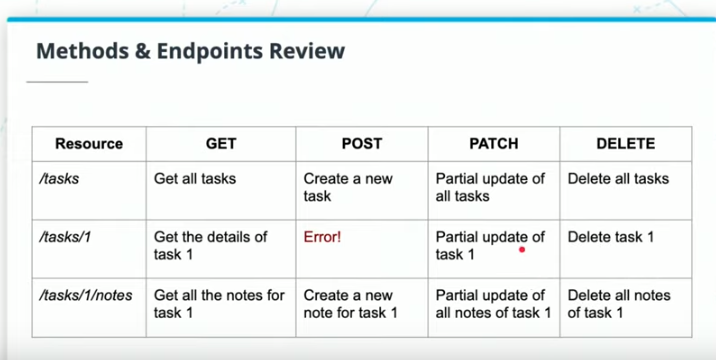 Methods & Endpoints Review
Resource GET POST PATCH DELETE
/tasks Get all tasks Create a new task Partial update of all tasks Delete all tasks
/tasks/1 Get the details of task 1 Error! Partial update of task 1 Delete task 1
/tasks/1/notes Get all the notes for task 1 Create a new note for task 1 Partial update of all notes of task 1 Delete all notes of task 1